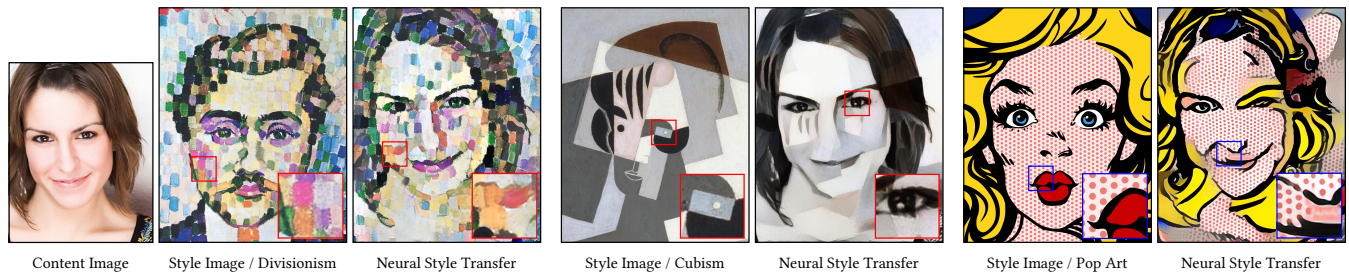 Content Image
Style Image / Divisionism
Neural Style Transfer
Style Image / Cubism
Neural Style Transfer
Style Image / Pop Art
Neural Style Transfer